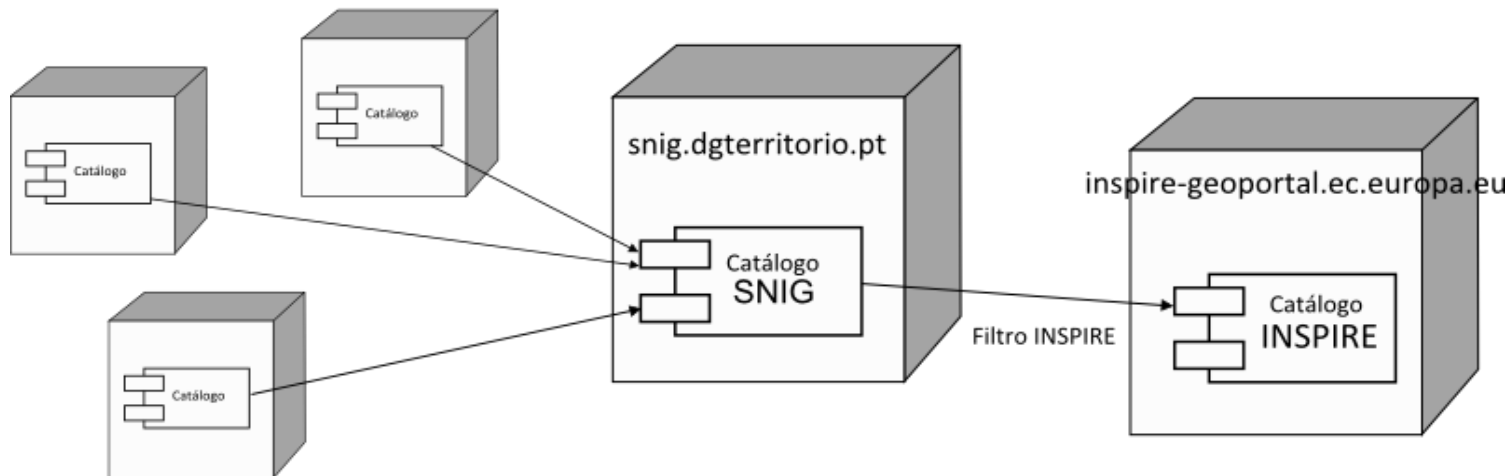 Catálogo
Catálogo
Catálogo
snig.dgterritorio.pt
Catálogo
SNIG
Filtro INSPIRE
inspire-geoportal.ec.europa.eu
Catálogo
INSPIRE